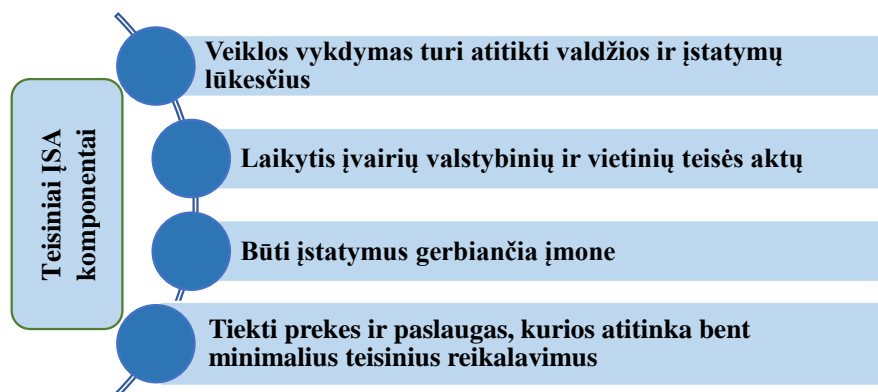 Teisiniai ĮSA
komponentai
Veiklos vykdymas turi atitikti valdžios ir įstatymų
lūkesčius
Laikytis įvairių valstybinių ir vietinių teisės aktų
Būti įstatymus gerbiančia įmone
Tiekti prekes ir paslaugas, kurios atitinka bent
minimalius teisinius reikalavimus